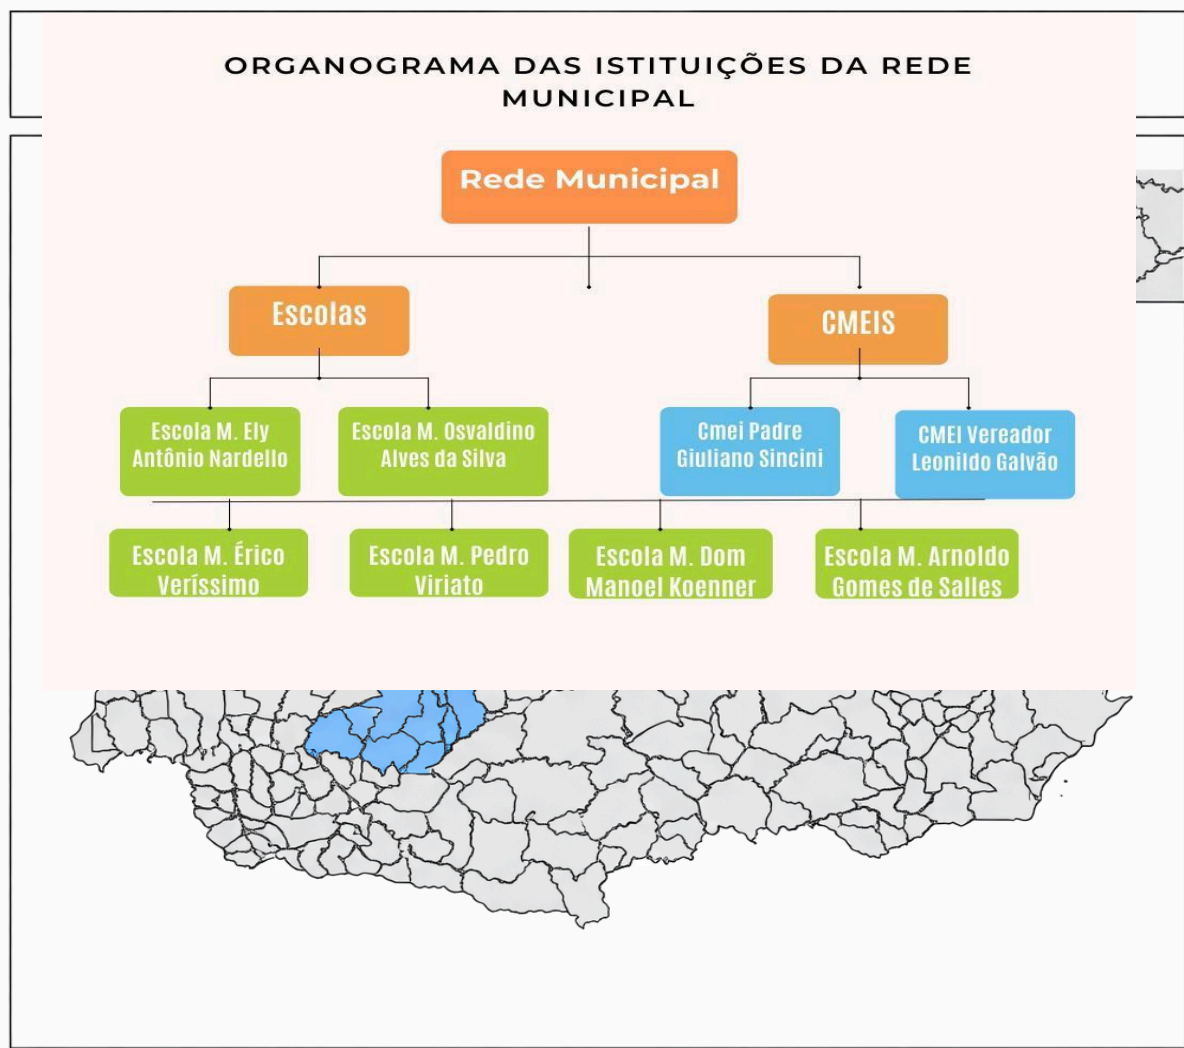 ORGANOGRAMA DAS ISTITUIÇÕES DA REDE
MUNICIPAL
Rede Municipal
Escolas
CMEIS
Escola M. Ely
Antônio Nardello
Escola M. Osvaldino
Alves da Silva
Cmei Padre
Giuliano Sincini
CMEI Vereador
Leonildo Galvão
Escola M. Érico
Veríssimo
Escola M. Pedro
Viriato
Escola M. Dom
Manoel Koenner
Escola M. Arnoldo
Gomes de Salles